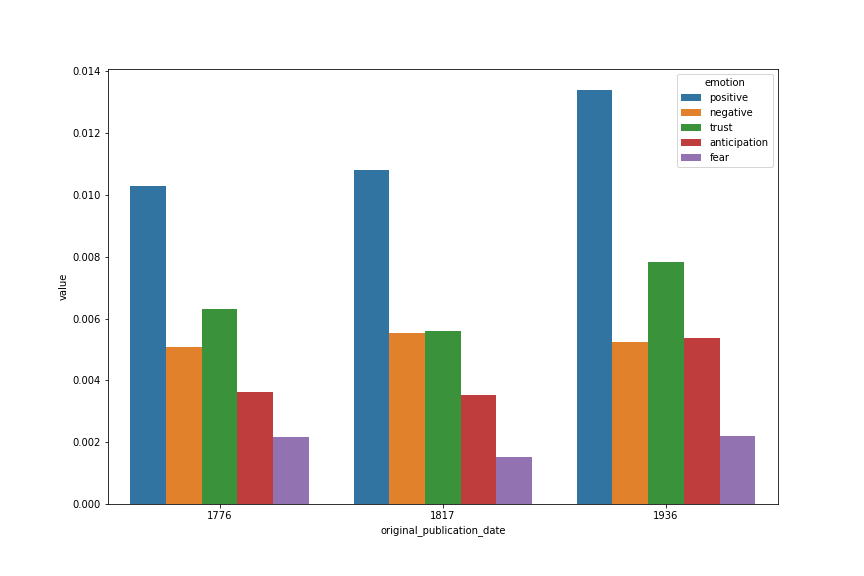 emotion
positive
negative
trust
anticipation
fear
value
0.014
0.012
0.010
0.008
0.006
0.004
0.002
0.000
1776
1817
1936
original_publication_date